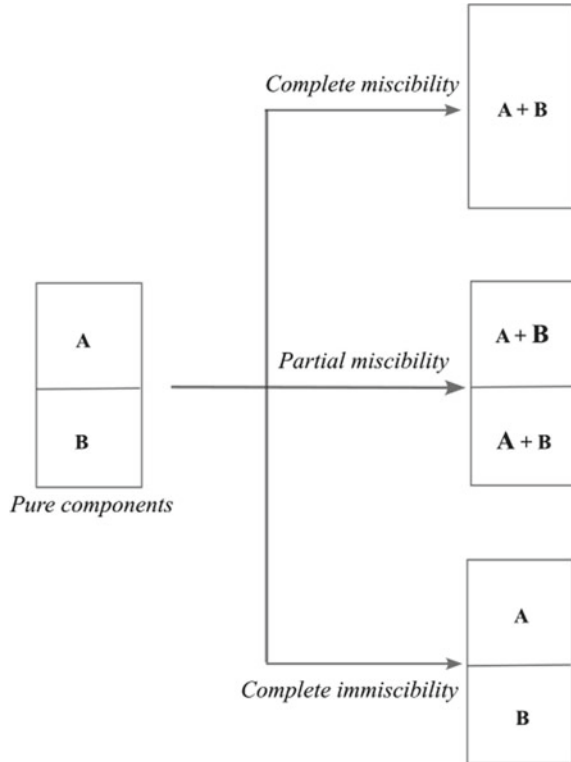 Complete miscibility
A + B
A
B
Pure components
Partial miscibility
A + B
A + B
Complete immiscibility
A
B